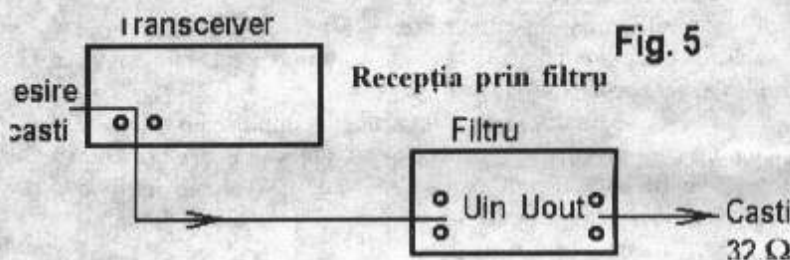 Transceiver
Fig. 5
Recepția prin filtru
esire
casti
Filtru
Uin Uout
Casti
32 Ω